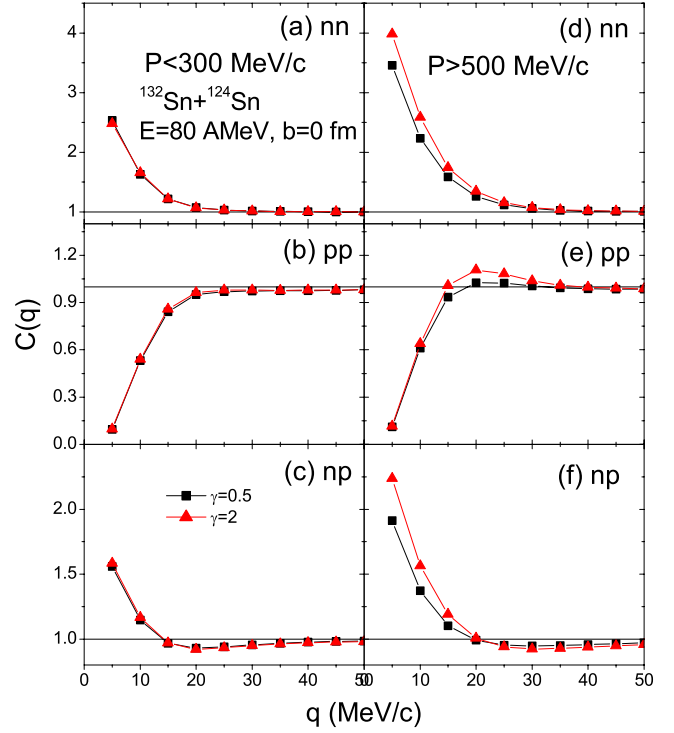 (a) nn
P<300 MeV/c
¹³²Sn+¹²⁴Sn
E=80 AMeV, b=0 fm
4
3
2
1
(d) nn
P>500 MeV/c
(b) pp
1.2
0.9
0.6
0.3
0.0
(e) pp
C(q)
(c) np
γ=0.5
γ=2
2.0
1.5
1.0
(f) np
0 10 20 30 40 50
0 10 20 30 40 50
q (MeV/c)